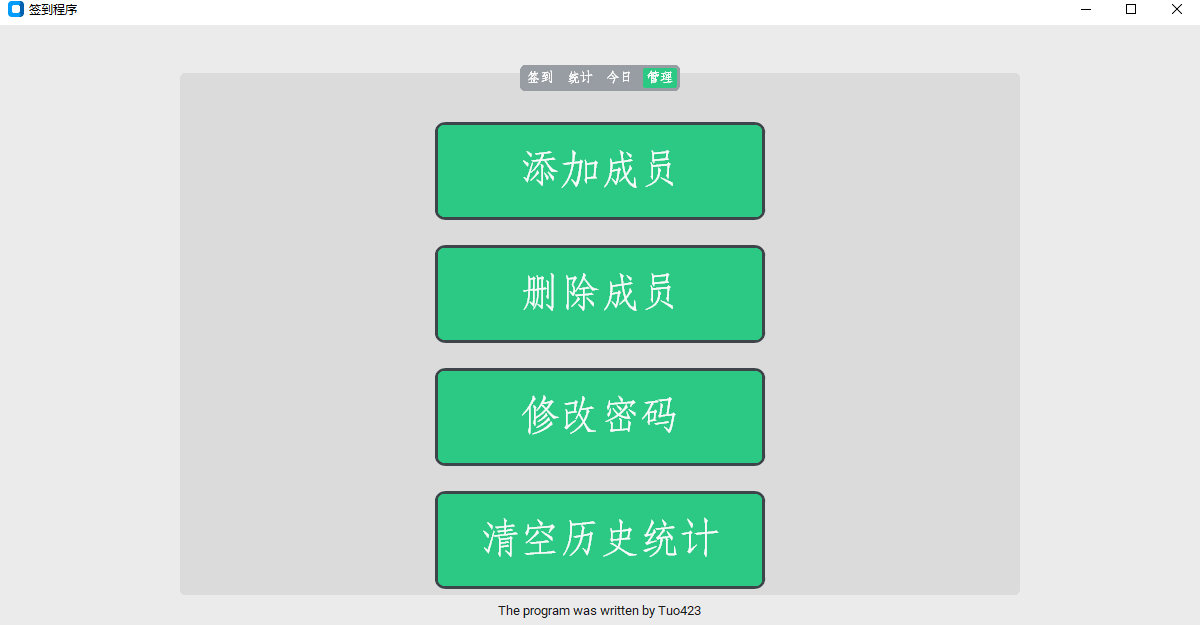 签到程序
签到 统计 今日 管理
添加成员
删除成员
修改密码
清空历史统计
The program was written by Tuo423